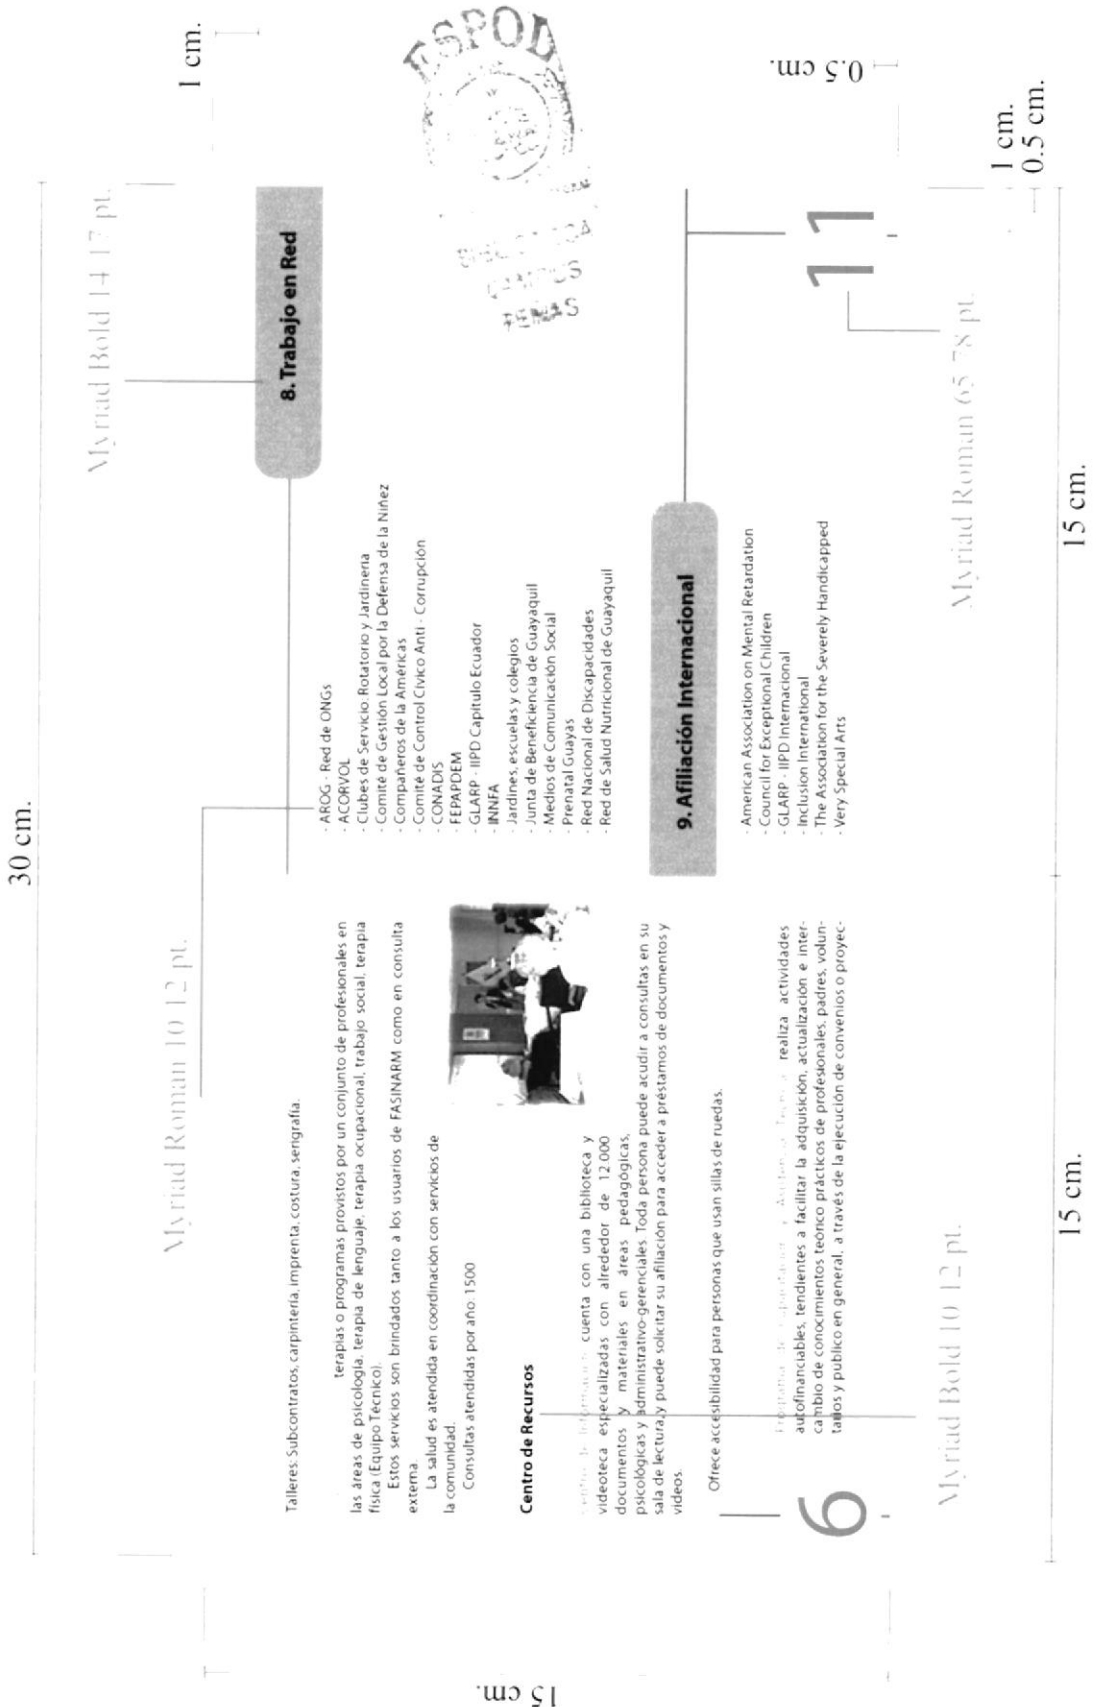 30 cm.
Myriad Roman 10 12 pt.
Myriad Bold 14 17 pt.
1 cm.
15 cm.
Talleres: Subcontratos, carpintería, imprenta, costura, serigrafía.
terapias o programas provistos por un conjunto de profesionales en
las áreas de psicología, terapia de lenguaje, terapia ocupacional, trabajo social, terapia
física (Equipo Técnico).
Estos servicios son brindados tanto a los usuarios de FASINARM como en consulta
externa.
La salud es atendida en coordinación con servicios de
la comunidad.
Consultas atendidas por año: 1500
Centro de Recursos
cuenta con una biblioteca y
videoteca especializadas con alrededor de 12.000
documentos y materiales en áreas pedagógicas,
psicológicas y administrativo-gerenciales. Toda persona puede acudir a consultas en su
sala de lectura, y puede solicitar su afiliación para acceder a préstamos de documentos y
videos.
Ofrece accesibilidad para personas que usan sillas de ruedas.
realiza actividades
autofinanciables, tendientes a facilitar la adquisición, actualización e inter-
cambio de conocimientos teórico prácticos de profesionales, padres, volun-
tarios y publico en general, a través de la ejecución de convenios o proyec-
6
8. Trabajo en Red
- AROG - Red de ONGs
- ACORVOL
- Clubes de Servicio: Rotatorio y Jardinería
- Comité de Gestión Local por la Defensa de la Niñez
- Compañeros de la Américas
- Comité de Control Cívico Anti - Corrupción
- CONADIS
- FEPAPDEM
- GLARP - IIPD Capitulo Ecuador
- INNFA
- Jardines, escuelas y colegios
- Junta de Beneficiencia de Guayaquil
- Medios de Comunicación Social
- Prenatal Guayas
- Red Nacional de Discapacidades
- Red de Salud Nutricional de Guayaquil
9. Afiliación Internacional
- American Association on Mental Retardation
- Council for Exceptional Children
- GLARP - IIPD Internacional
- Inclusion International
- The Association for the Severely Handicapped
- Very Special Arts
11
ESPOL
CAMPUS
PEÑAS
0.5 cm.
Myriad Bold 10 12 pt.
Myriad Roman 65 78 pt.
1 cm.
0.5 cm.
15 cm.
15 cm.